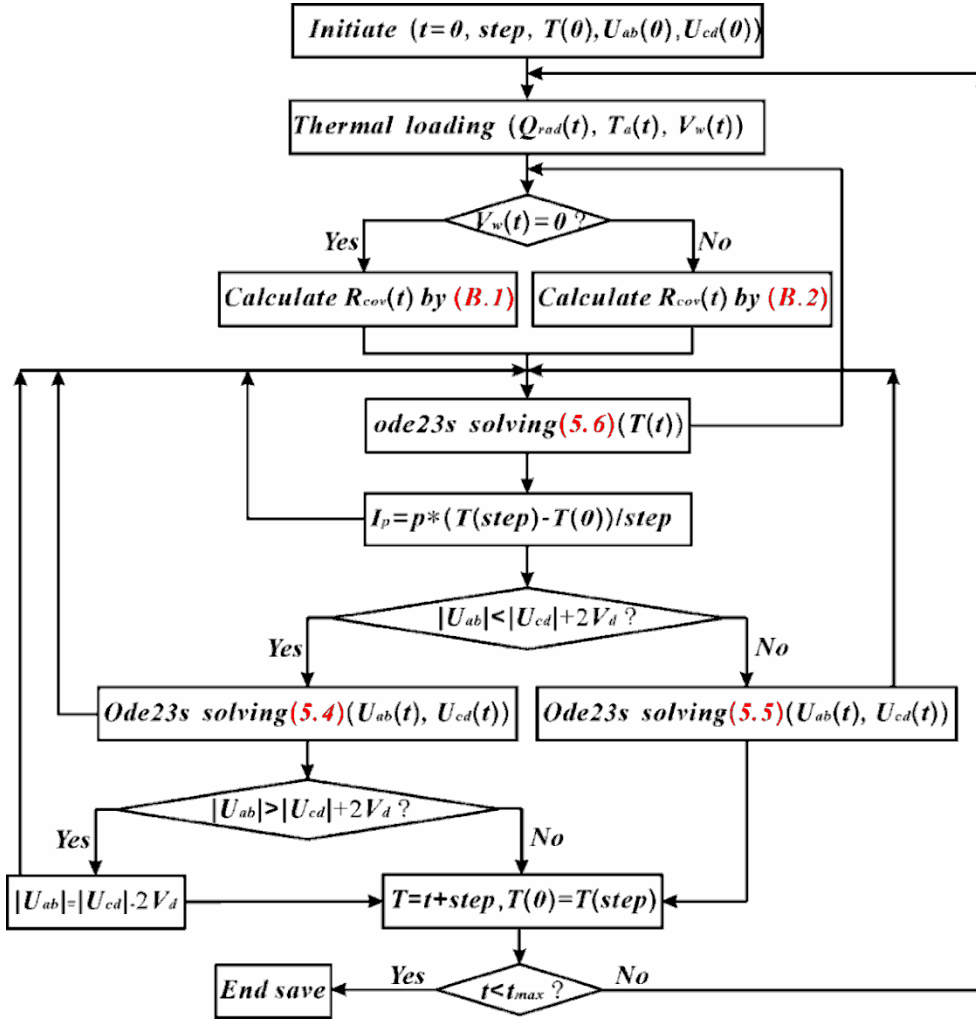 Initiate (t=0, step, T(0),Uab(0),Ucd(0))
Thermal loading (Qrad(t), Ta(t), Vw(t))
Vw(t)=0 ?
Yes
No
Calculate Rcov(t) by (B.1)
Calculate Rcov(t) by (B.2)
ode23s solving(5.6)(T(t))
Ip=p*(T(step)-T(0))/step
|Uab|<|Ucd|+2Vd ?
Yes
No
Ode23s solving(5.4)(Uab(t), Ucd(t))
Ode23s solving(5.5)(Uab(t), Ucd(t))
|Uab|>|Ucd|+2Vd ?
Yes
No
|Uab|=|Ucd|-2Vd
T=t+step,T(0)=T(step)
End save
Yes
t<tmax ?
No